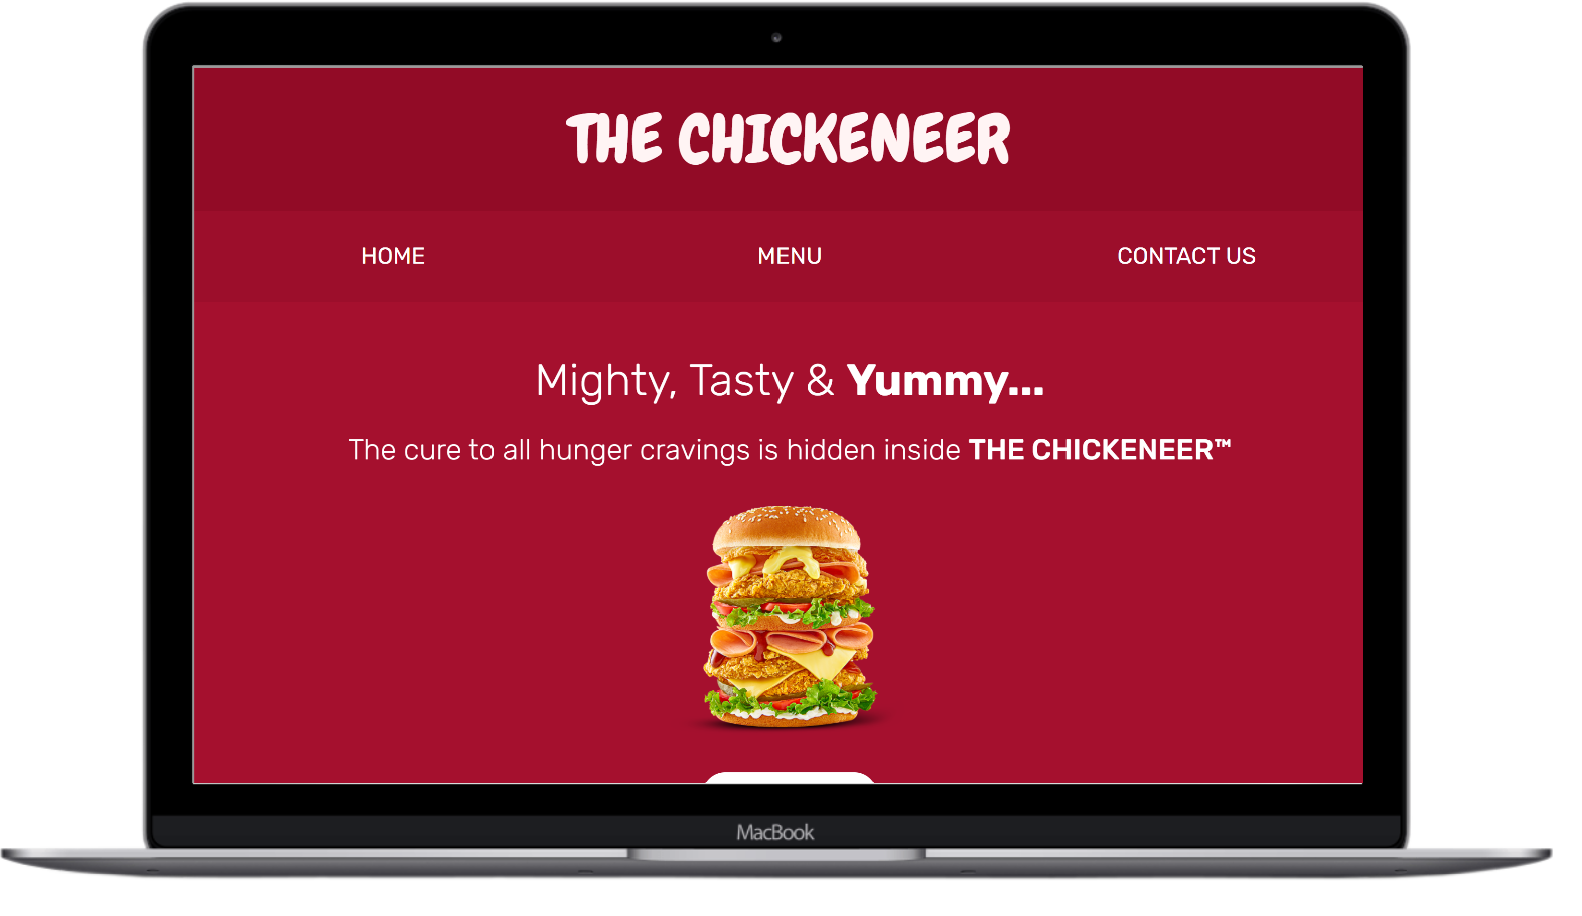 THE CHICKENEER
HOME
MENU
CONTACT US
Mighty, Tasty & Yummy...
The cure to all hunger cravings is hidden inside THE CHICKENEER™
MacBook